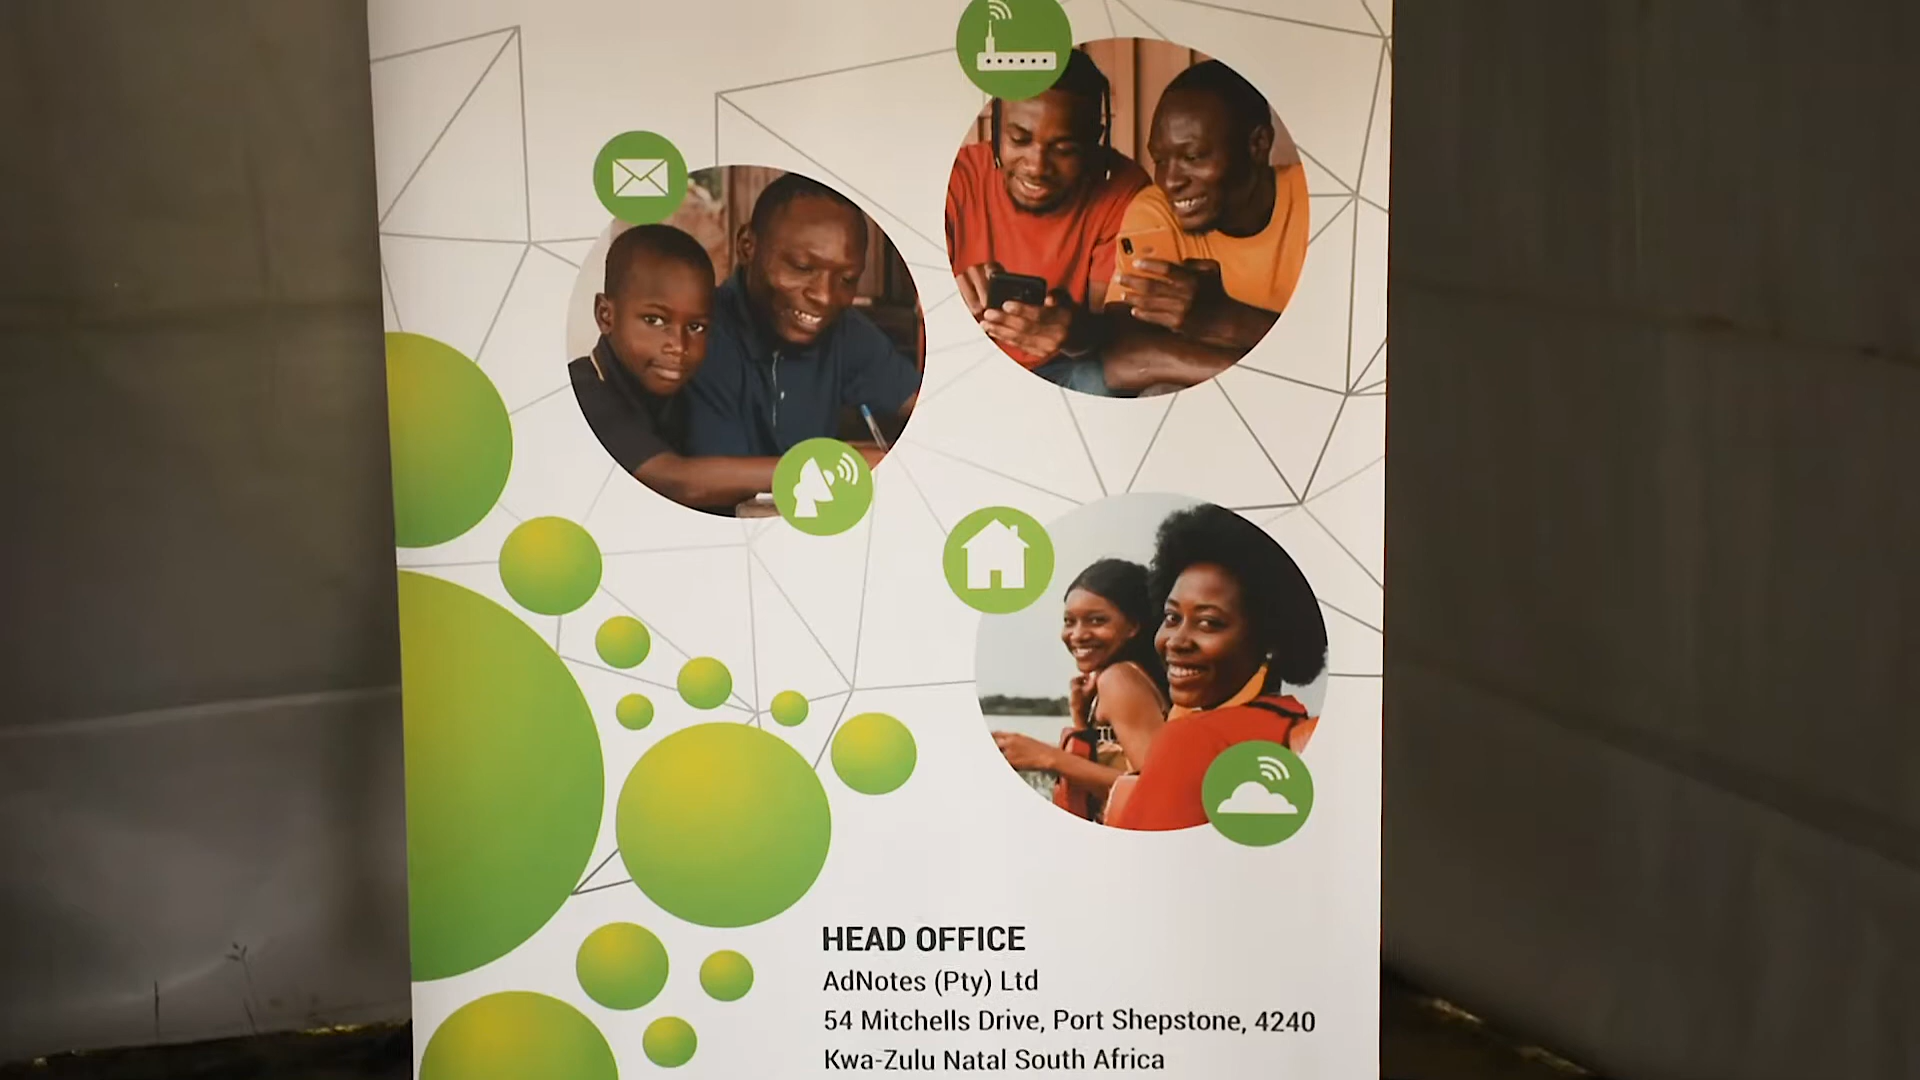 HEAD OFFICE
AdNotes (Pty) Ltd
54 Mitchells Drive, Port Shepstone, 4240
Kwa-Zulu Natal South Africa